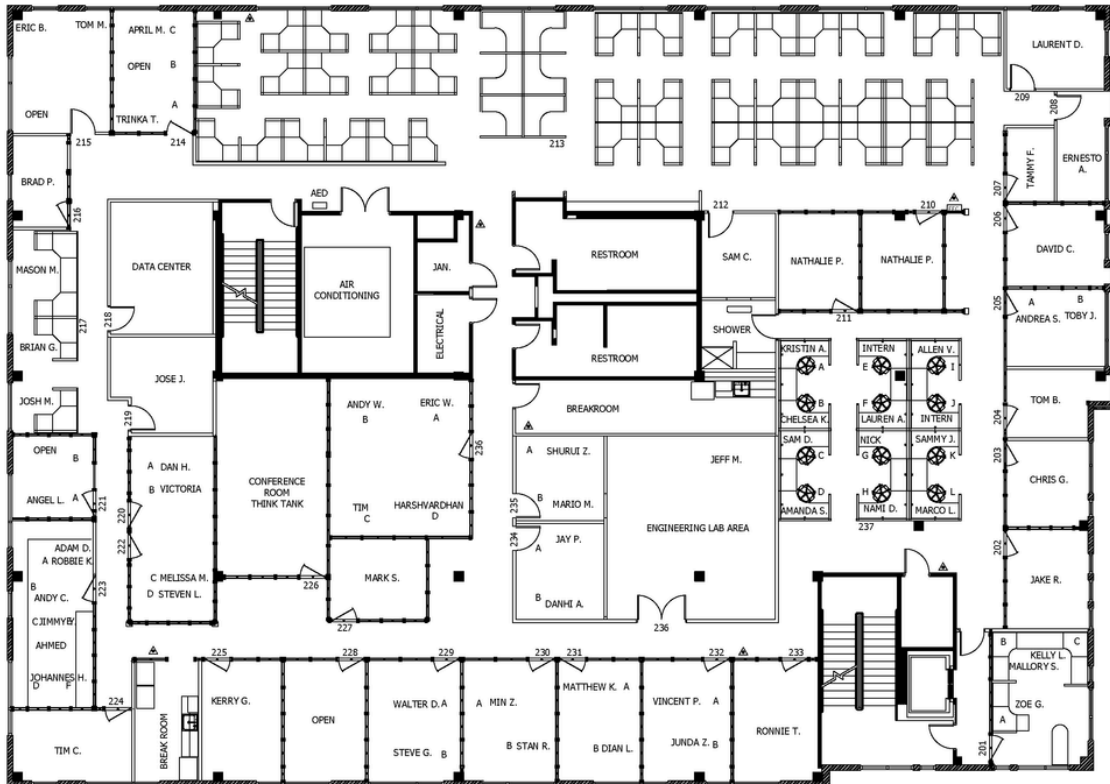 ERIC B.
TOM M.
APRIL M. C
OPEN B
A
TRINKA T.
OPEN
215
214
213
LAURENT D.
209
208
BRAD P.
216
TAMMY F.
207
ERNESTO A.
AED
212
210
206
MASON M.
217
BRIAN G.
JOSH M.
DATA CENTER
218
AIR CONDITIONING
JAN.
ELECTRICAL
RESTROOM
SHOWER
RESTROOM
SAM C.
NATHALIE P.
NATHALIE P.
211
DAVID C.
205
A
B
ANDREA S.
TOBY J.
JOSE J.
219
KRISTIN A.
A
B
CHELSEA K.
INTERN
E
F
LAUREN A.
ALLEN V.
I
J
INTERN
SAM D.
C
D
AMANDA S.
NICK
G
H
NAMI D.
SAMMY J.
K
L
MARCO L.
237
TOM B.
204
203
CHRIS G.
202
JAKE R.
OPEN
B
ANGEL L. A
221
A DAN H.
B VICTORIA
220
222
C MELISSA M.
D STEVEN L.
CONFERENCE
ROOM
THINK TANK
226
ANDY W.
B
ERIC W.
A
236
TIM
C
HARSHVARDHAN
D
MARK S.
227
BREAKROOM
A
SHURUI Z.
B
MARIO M.
235
234
A
JAY P.
B DANHI A.
JEFF M.
ENGINEERING LAB AREA
236
ADAM D.
A ROBBIE K.
223
B
ANDY C.
C JIMMY Y.
AHMED
JOHANNES H.
D F
224
TIM C.
BREAK ROOM
225
KERRY G.
228
OPEN
229
WALTER D. A
STEVE G. B
230
A MIN Z.
B STAN R.
231
MATTHEW K. A
B DIAN L.
232
VINCENT P. A
JUNDA Z. B
233
RONNIE T.
B
C
KELLY L.
MALLORY S.
ZOE G.
A
201